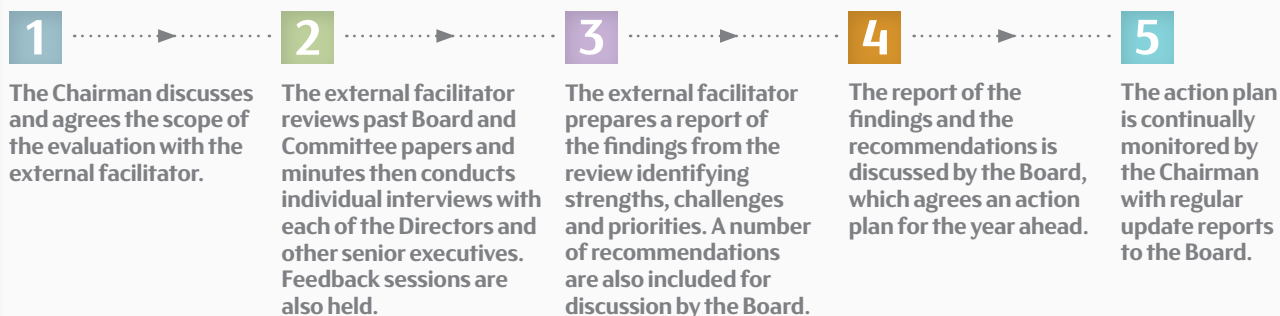 1
The Chairman discusses
and agrees the scope of
the evaluation with the
external facilitator.
2
The external facilitator
reviews past Board and
Committee papers and
minutes then conducts
individual interviews with
each of the Directors and
other senior executives.
Feedback sessions are
also held.
3
The external facilitator
prepares a report of
the findings from the
review identifying
strengths, challenges
and priorities. A number
of recommendations
are also included for
discussion by the Board.
4
The report of the
findings and the
recommendations is
discussed by the Board,
which agrees an action
plan for the year ahead.
5
The action plan
is continually
monitored by
the Chairman
with regular
update reports
to the Board.